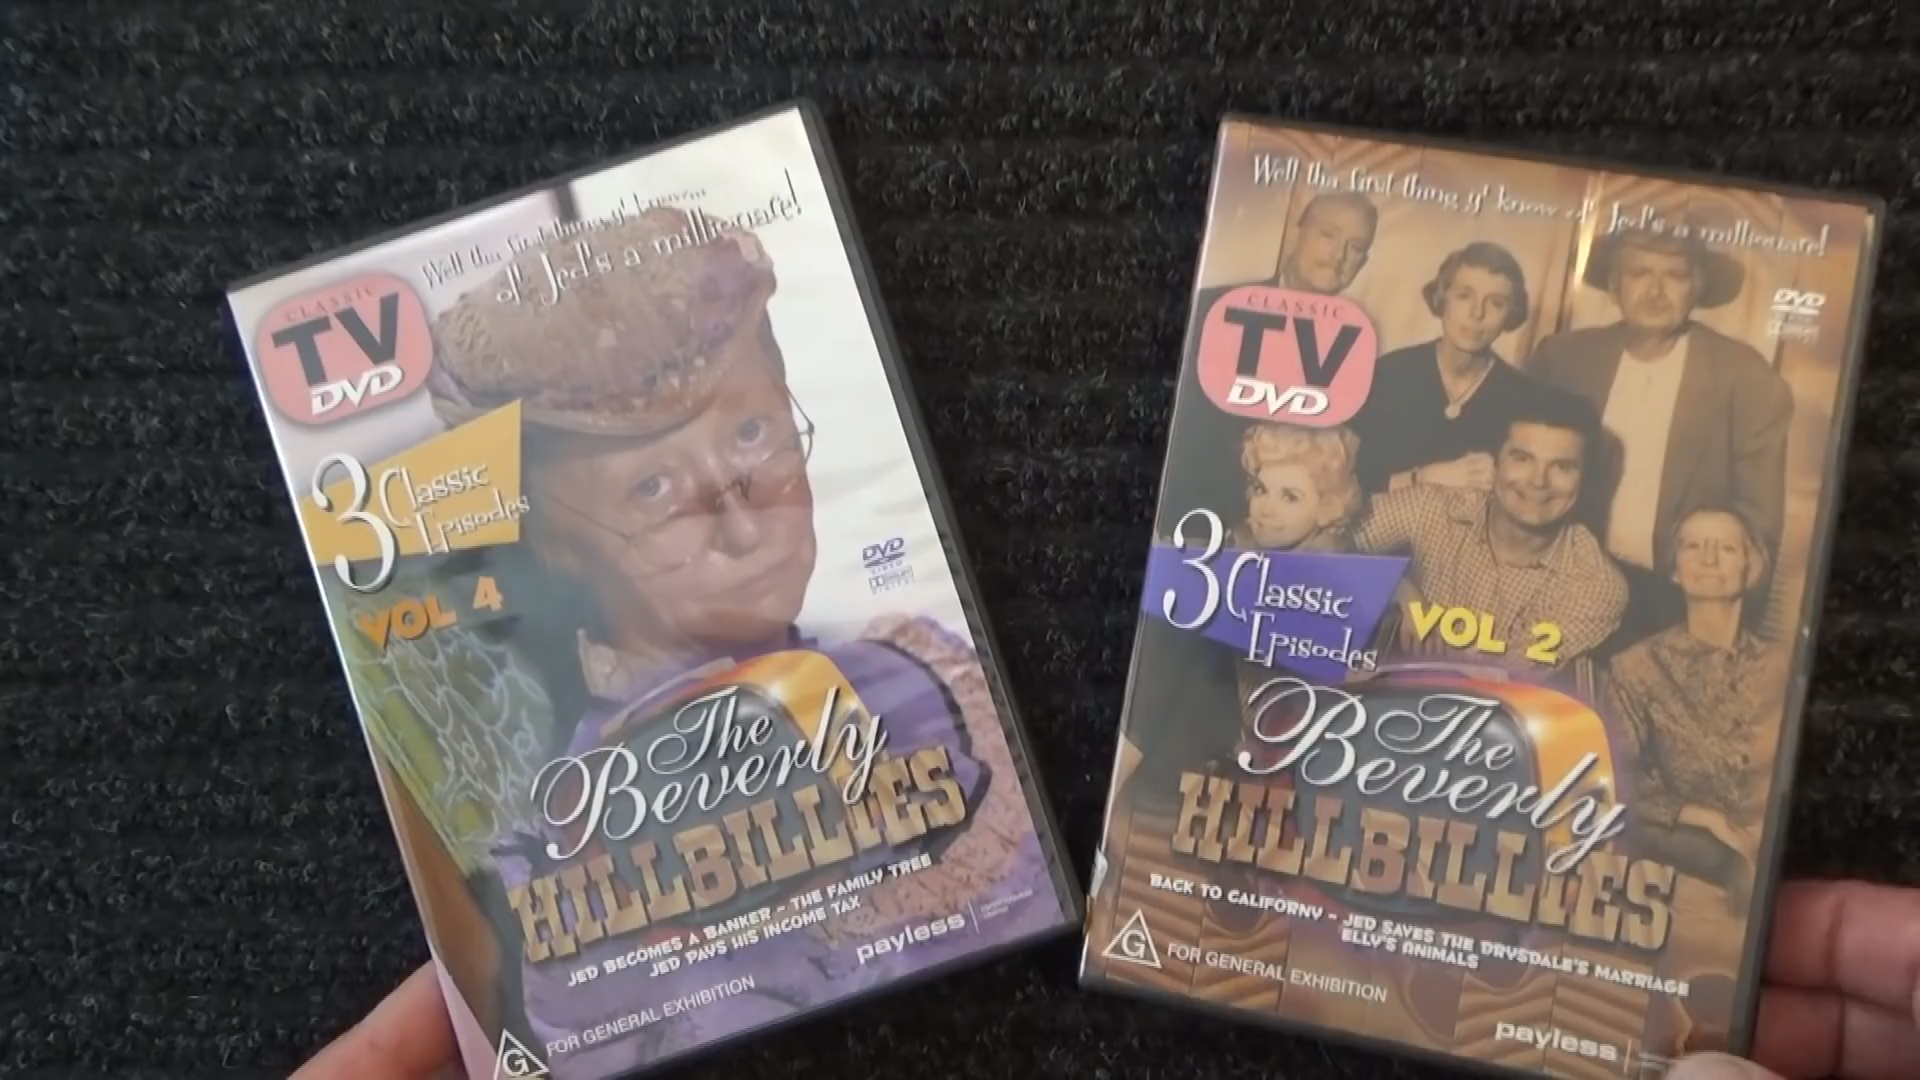 Well tha first thing y' know...
ol' Jed's a millionaire!
CLASSIC
TV
DVD
3 Classic
Episodes
VOL 4
DVD
VIDEO
The
Beverly
HILLBILLIES
JED BECOMES A BANKER - THE FAMILY TREE
JED PAYS HIS INCOME TAX
payless
G FOR GENERAL EXHIBITION
Well tha first thing y' know ol' Jed's a millionaire!
DVD
CLASSIC
TV
DVD
3 Classic
Episodes
VOL 2
The
Beverly
HILLBILLIES
BACK TO CALIFORNY - JED SAVES THE DRYSDALE'S MARRIAGE
ELLY'S ANIMALS
G FOR GENERAL EXHIBITION
payless